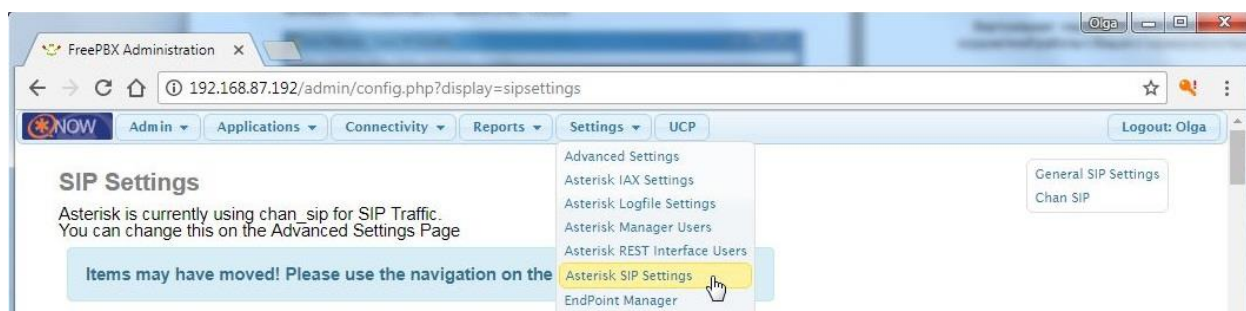 Olga
FreePBX Administration
192.168.87.192/admin/config.php?display=sipsettings
NOW Admin Applications Connectivity Reports Settings UCP Logout: Olga
Advanced Settings
Asterisk IAX Settings
Asterisk Logfile Settings
Asterisk Manager Users
Asterisk REST Interface Users
Asterisk SIP Settings
EndPoint Manager
SIP Settings
Asterisk is currently using chan_sip for SIP Traffic.
You can change this on the Advanced Settings Page
Items may have moved! Please use the navigation on the
General SIP Settings
Chan SIP